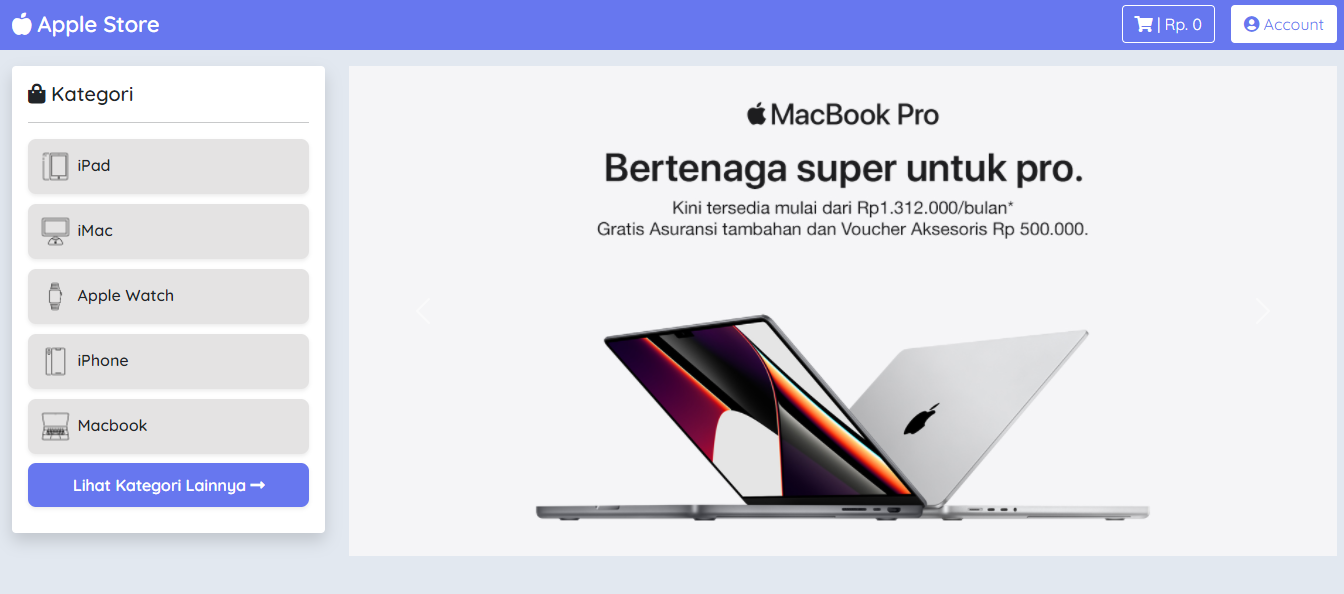 Apple Store
| Rp. 0
Account
Kategori
iPad
iMac
Apple Watch
iPhone
Macbook
Lihat Kategori Lainnya
MacBook Pro
Bertenaga super untuk pro.
Kini tersedia mulai dari Rp1.312.000/bulan*
Gratis Asuransi tambahan dan Voucher Aksesoris Rp 500.000.